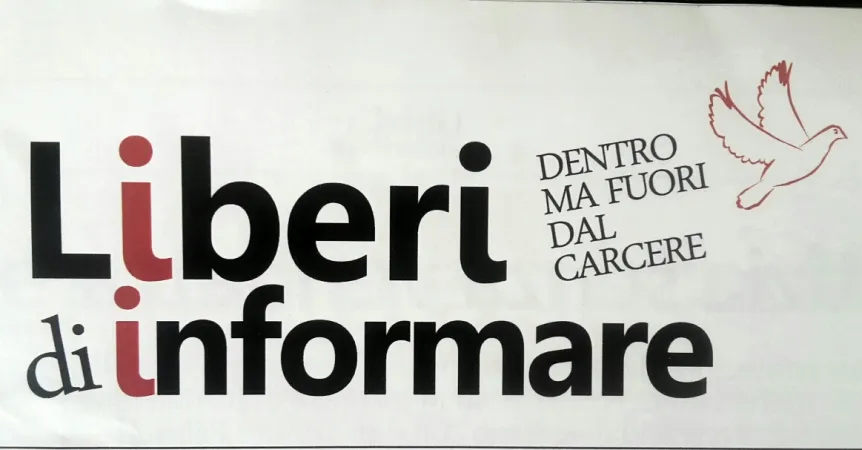 Liberi
di informare
DENTRO
MA FUORI
DAL
CARCERE